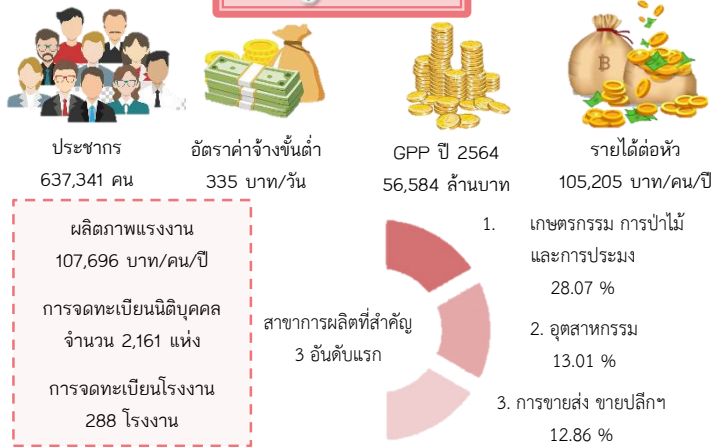 ประชากร
637,341 คน
อัตราค่าจ้างขั้นต่ำ
335 บาท/วัน
GPP ปี 2564
56,584 ล้านบาท
รายได้ต่อหัว
105,205 บาท/คน/ปี
ผลิตภาพแรงงาน
107,696 บาท/คน/ปี
การจดทะเบียนนิติบุคคล
จำนวน 2,161 แห่ง
การจดทะเบียนโรงงาน
288 โรงงาน
สาขาการผลิตที่สำคัญ
3 อันดับแรก
1. เกษตรกรรม การป่าไม้
และการประมง
28.07 %
2. อุตสาหกรรม
13.01 %
3. การขายส่ง ขายปลีกฯ
12.86 %